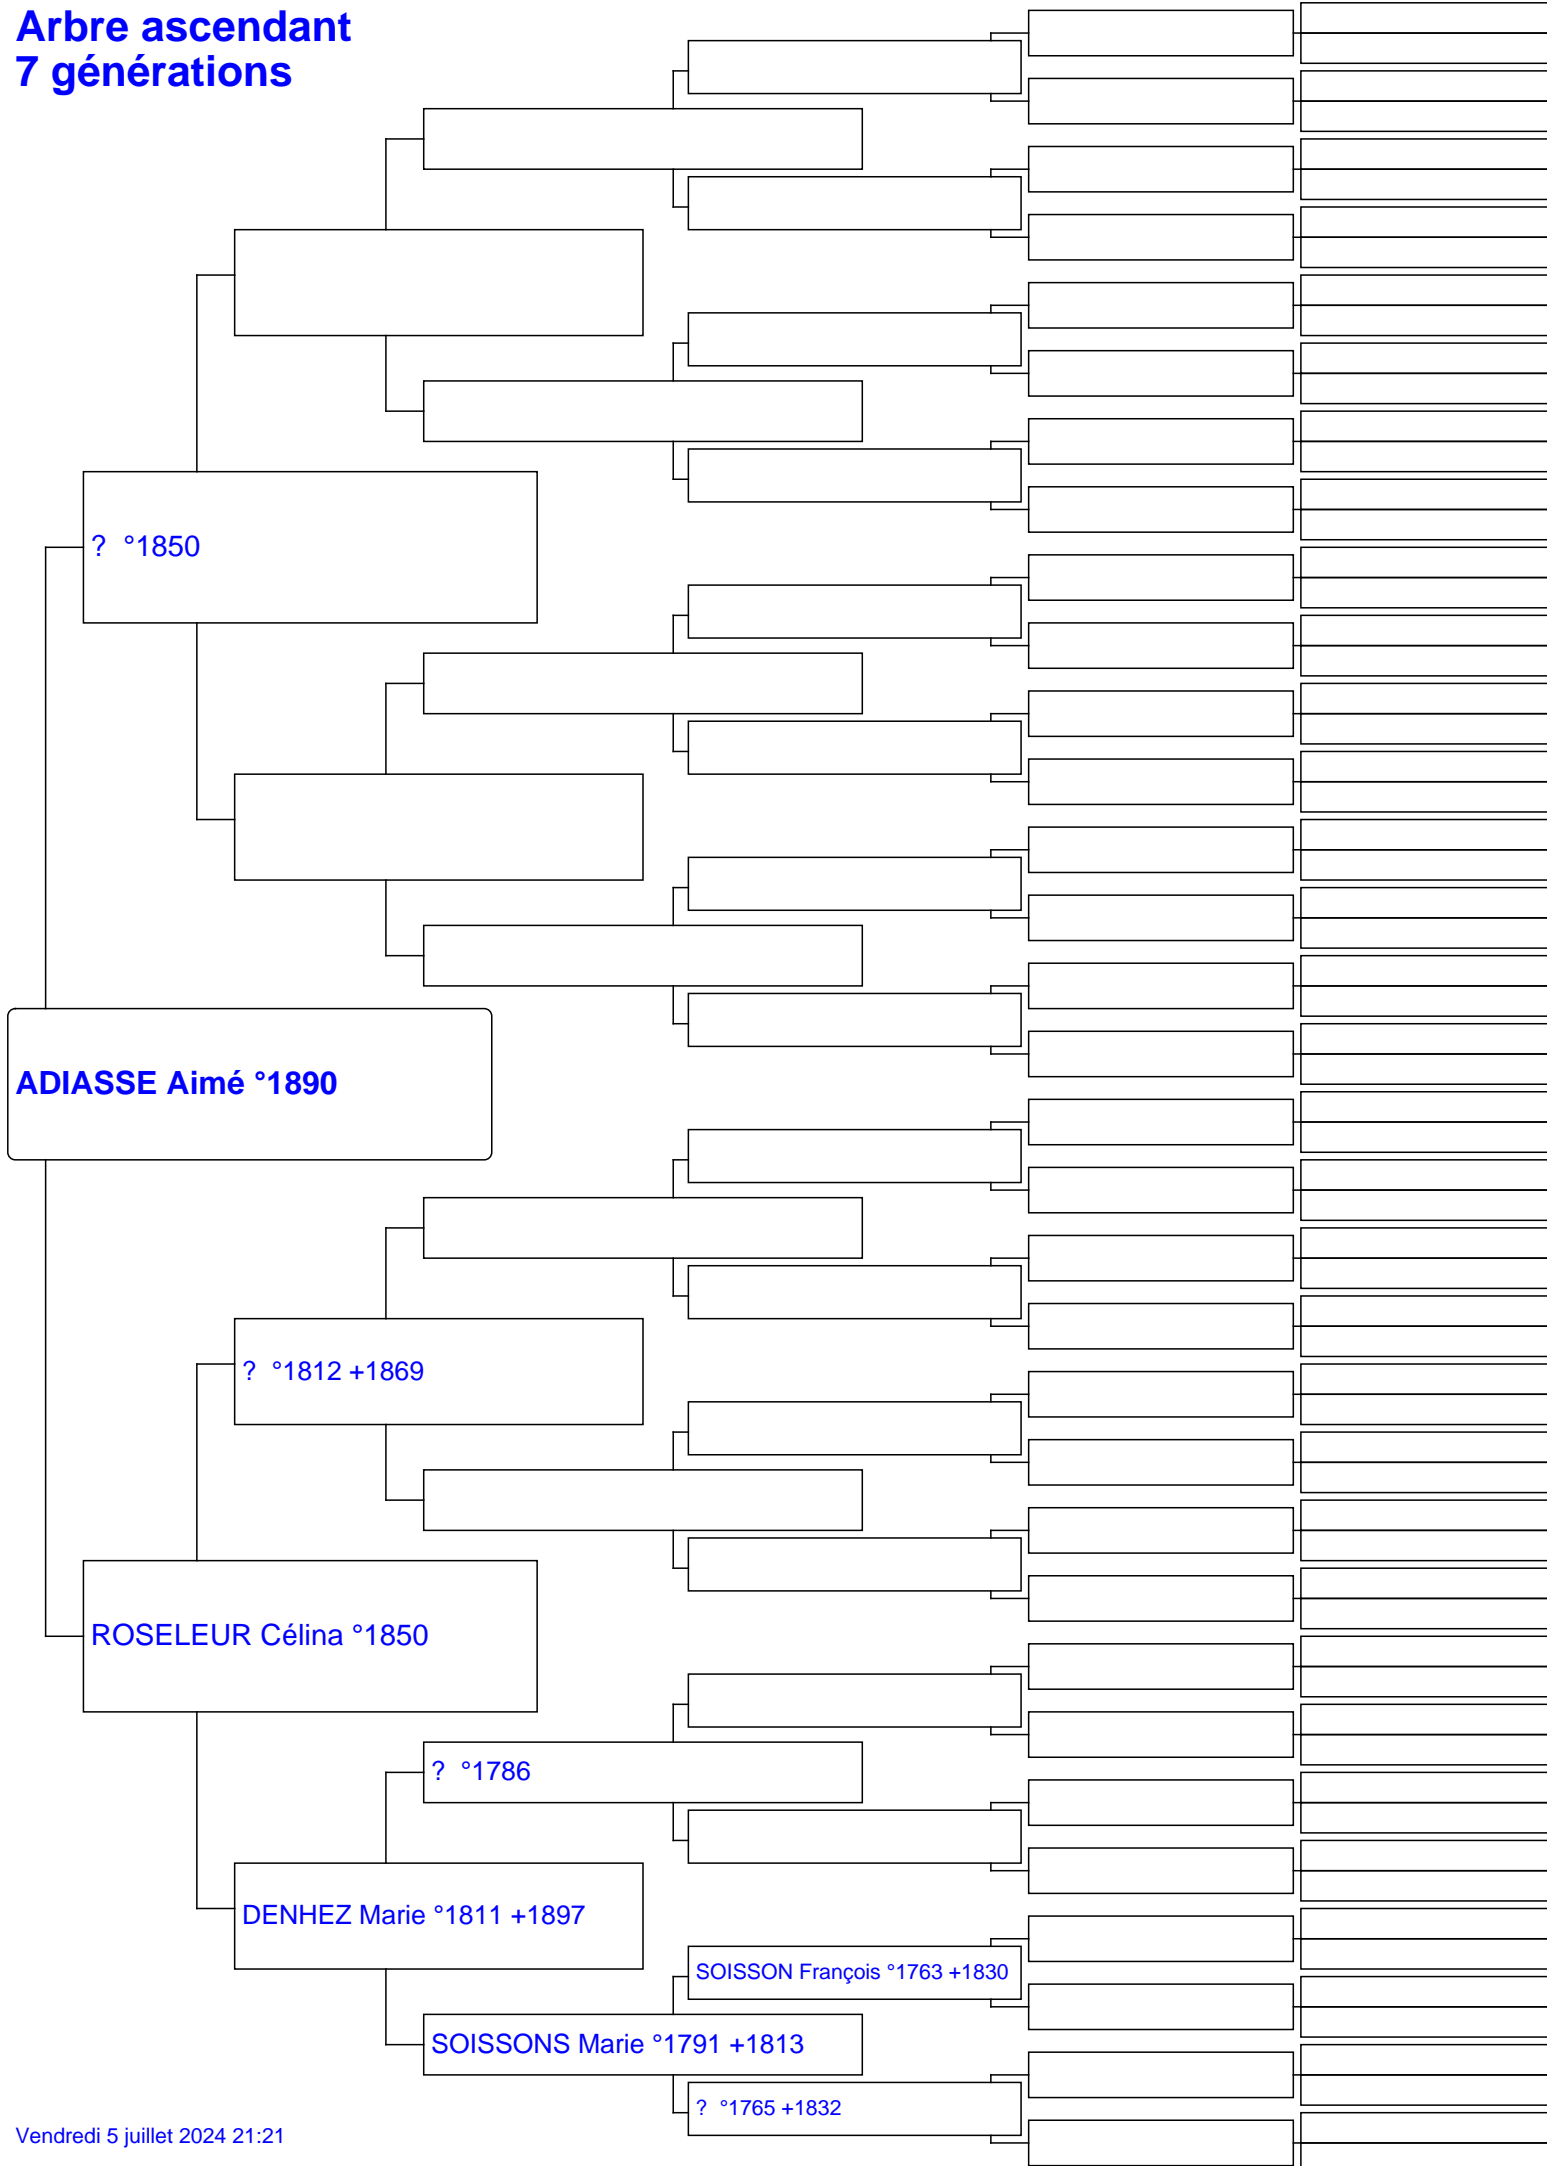 Arbre ascendant
7 générations
? °1850
ADIASSE Aimé °1890
? °1812 +1869
ROSELEUR Célina °1850
? °1786
DENHEZ Marie °1811 +1897
SOISSON François °1763 +1830
SOISSONS Marie °1791 +1813
? °1765 +1832
Vendredi 5 juillet 2024 21:21